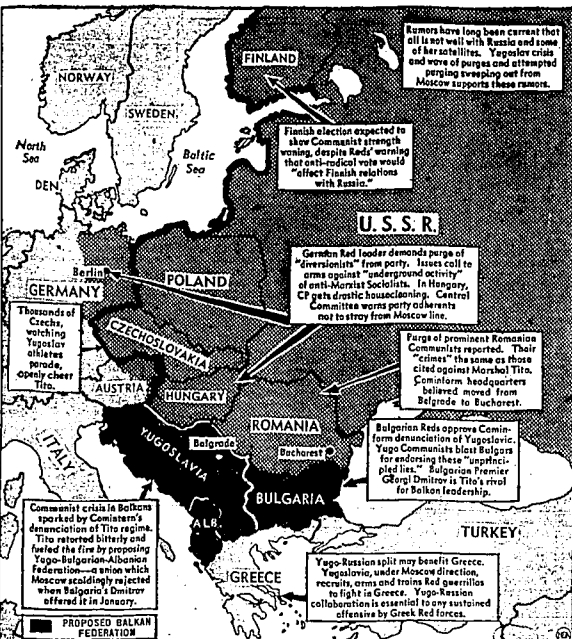 Rumors have long been current that
all is not well with Russia and some
of her satellites. Yugoslav crisis
and wave of purges and attempted
purging sweeping out from
Moscow supports these rumors.
FINLAND
NORWAY
SWEDEN
North
Sea
Baltic
Sea
DEN.
Finnish election expected to
show Communist strength
waning, despite Reds' warning
that anti-radical vote would
"affect Finnish relations
with Russia."
U. S. S. R.
German Red leader demands purge of
"diversionists" from party. Issues call to
arms against "underground activity"
of anti-Marxist Socialists. In Hungary,
CP gets drastic housecleaning. Central
Committee warns party adherents
not to stray from Moscow line.
Berlin
GERMANY
POLAND
Thousands of
Czechs,
watching
Yugoslav
athletes
parade,
openly cheer
Tito.
CZECHOSLOVAKIA
Purge of prominent Romanian
Communists reported. Their
"crimes" the same as those
cited against Marshal Tito.
Cominform headquarters
believed moved from
Belgrade to Bucharest.
AUSTRIA
HUNGARY
ROMANIA
Bucharest
Belgrade
YUGOSLAVIA
ITALY
Bulgarian Reds approve Comin-
form denunciation of Yugoslavia.
Yugo Communists blast Bulgars
for endorsing these "unprinci-
pled lies." Bulgarian Premier
Georgi Dmitrov is Tito's rival
for Balkan leadership.
BULGARIA
ALB.
Communist crisis in Balkans
sparked by Comintern's
denunciation of Tito regime.
Tito retorted bitterly and
fueled the fire by proposing
Yugo-Bulgarian-Albanian
Federation—a union which
Moscow scaldingly rejected
when Bulgaria's Dmitrov
offered it in January.
TURKEY
GREECE
Yugo-Russian split may benefit Greece.
Yugoslavia, under Moscow direction,
recruits, arms and trains Red guerrillas
to fight in Greece. Yugo-Russian
collaboration is essential to any sustained
offensive by Greek Red forces.
PROPOSED BALKAN
FEDERATION